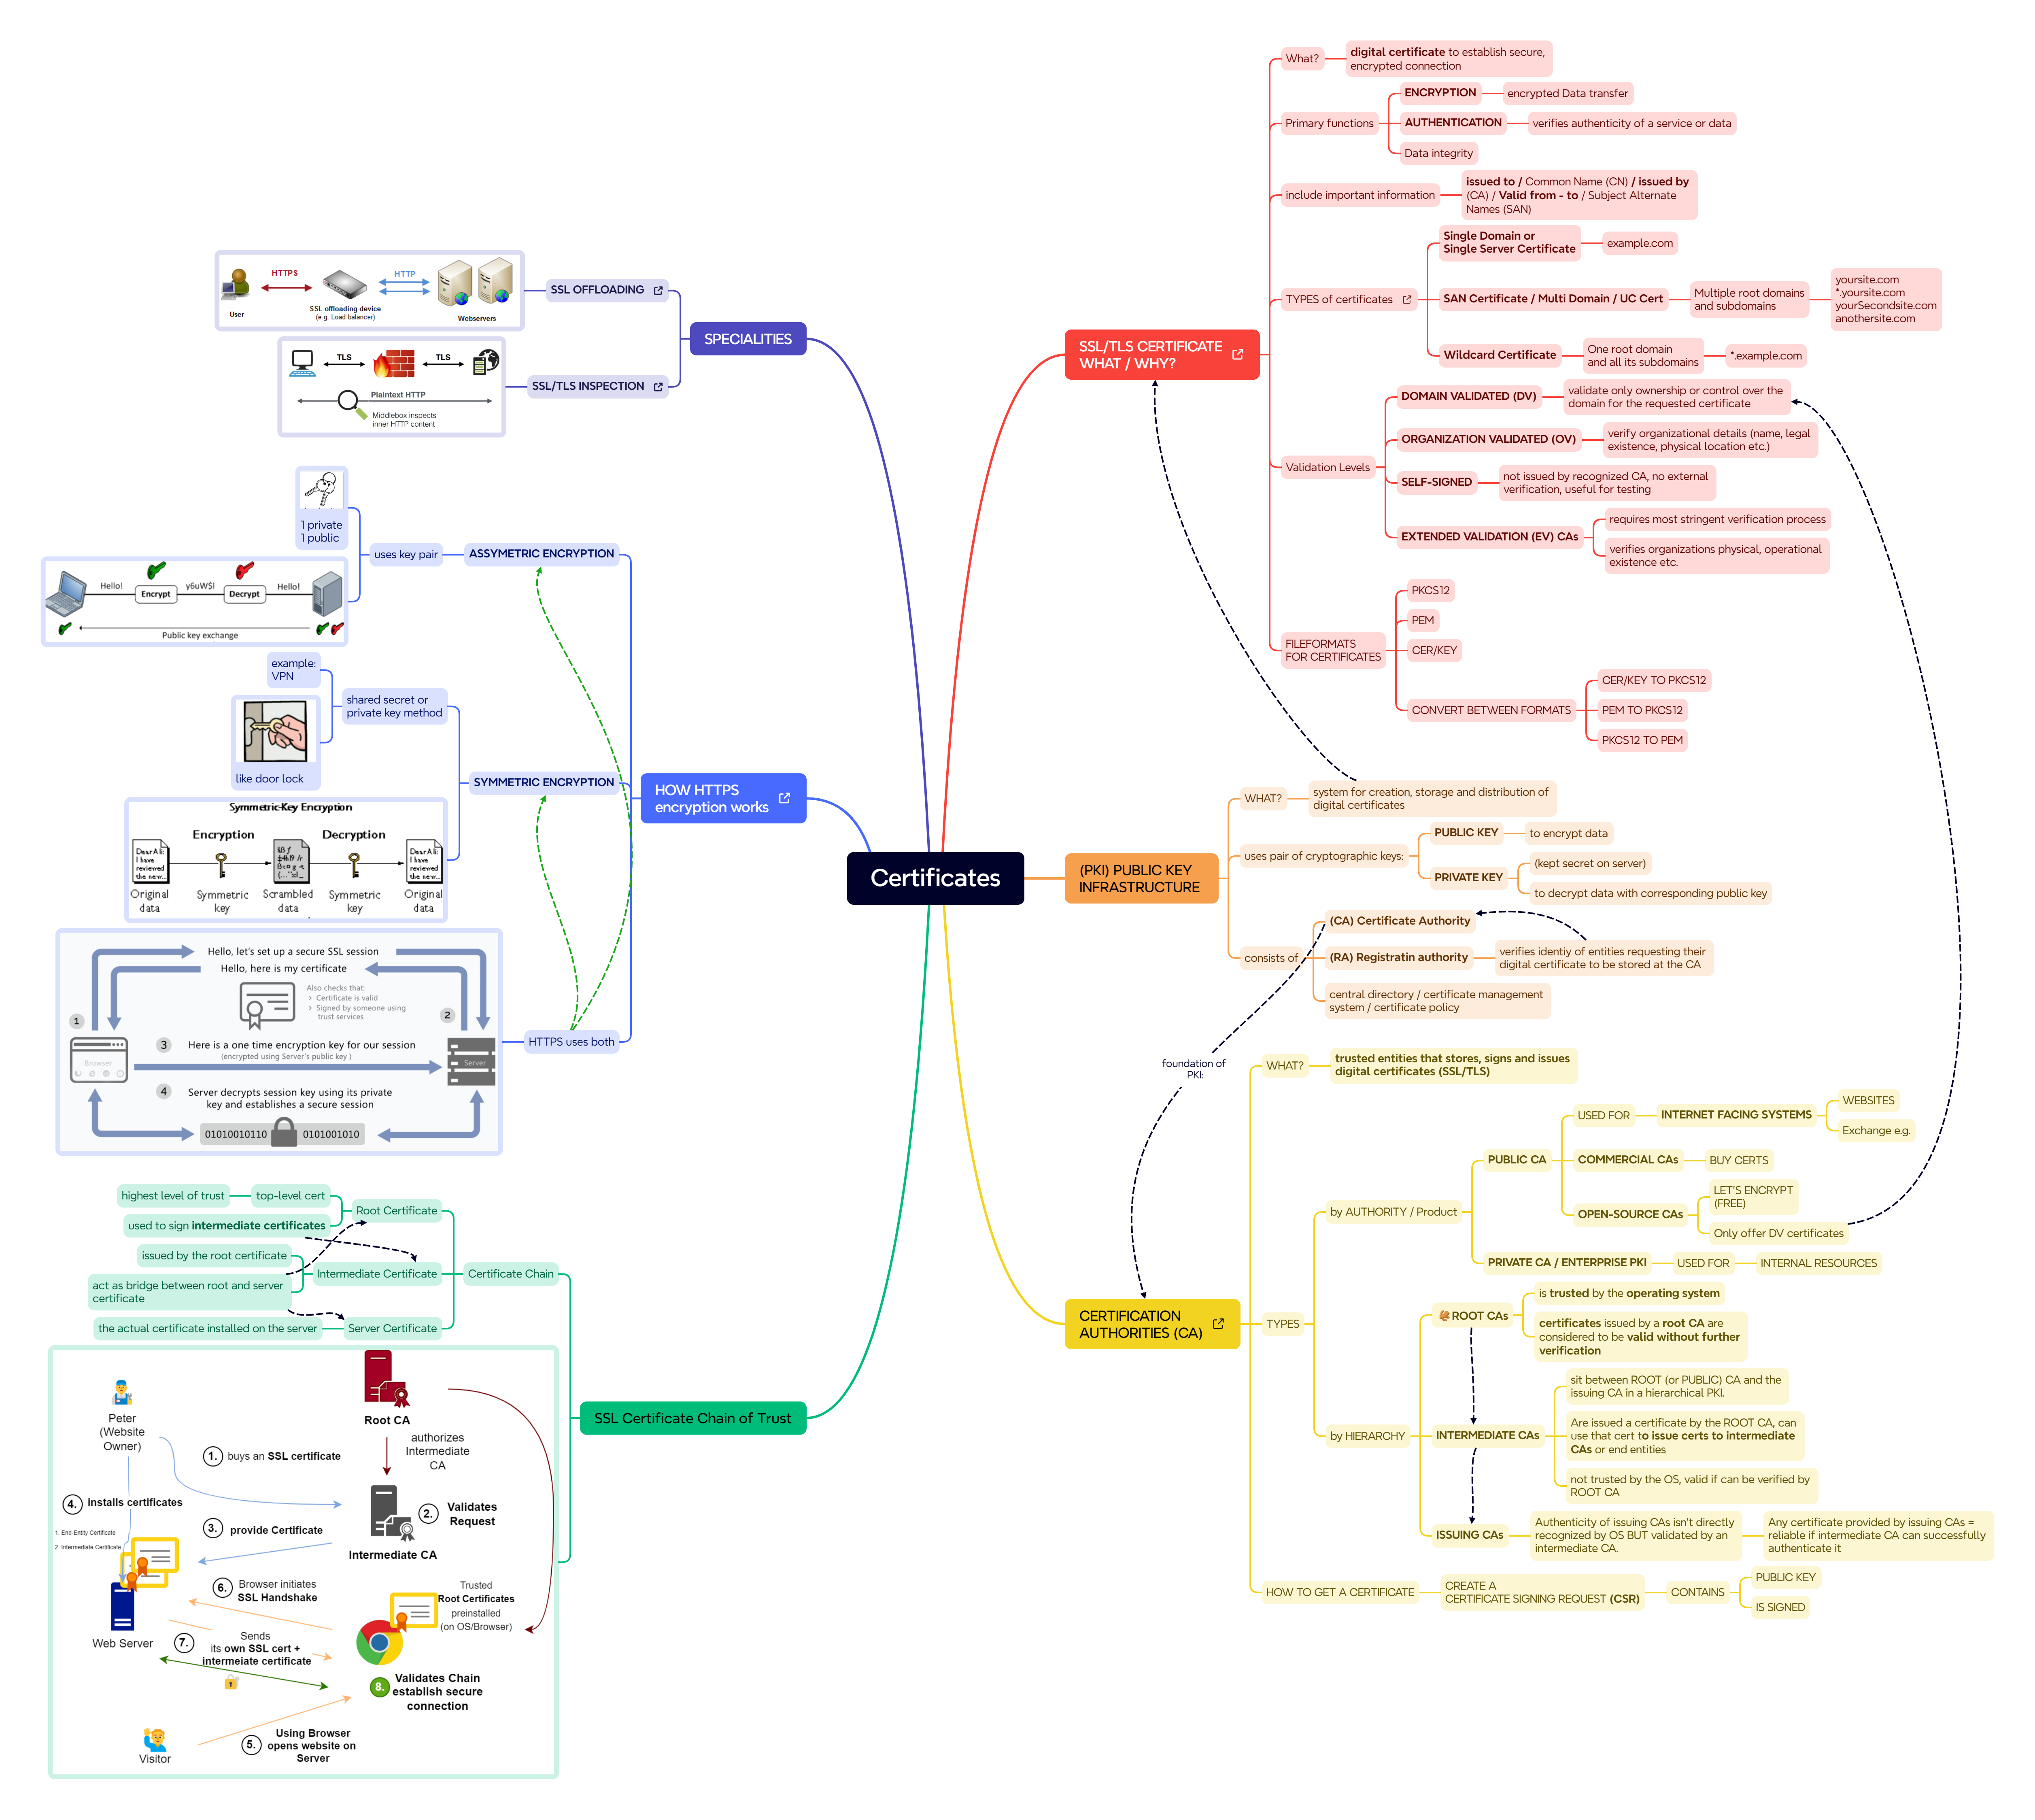 Certificates
SSL/TLS CERTIFICATE
WHAT / WHY?
What?
digital certificate to establish secure,
encrypted connection
Primary functions
ENCRYPTION
encrypted Data transfer
AUTHENTICATION
verifies authenticity of a service or data
Data integrity
include important information
issued to / Common Name (CN) / issued by
(CA) / Valid from - to / Subject Alternate
Names (SAN)
TYPES of certificates
Single Domain or
Single Server Certificate
example.com
SAN Certificate / Multi Domain / UC Cert
Multiple root domains
and subdomains
yoursite.com
*.yoursite.com
yourSecondsite.com
anothersite.com
Wildcard Certificate
One root domain
and all its subdomains
*.example.com
Validation Levels
DOMAIN VALIDATED (DV)
validate only ownership or control over the
domain for the requested certificate
ORGANIZATION VALIDATED (OV)
verify organizational details (name, legal
existence, physical location etc.)
SELF-SIGNED
not issued by recognized CA, no external
verification, useful for testing
EXTENDED VALIDATION (EV) CAs
requires most stringent verification process
verifies organizations physical, operational
existence etc.
FILEFORMATS
FOR CERTIFICATES
PKCS12
PEM
CER/KEY
CONVERT BETWEEN FORMATS
CER/KEY TO PKCS12
PEM TO PKCS12
PKCS12 TO PEM
(PKI) PUBLIC KEY
INFRASTRUCTURE
WHAT?
system for creation, storage and distribution of
digital certificates
uses pair of cryptographic keys:
PUBLIC KEY
to encrypt data
PRIVATE KEY
(kept secret on server)
to decrypt data with corresponding public key
consists of
(CA) Certificate Authority
(RA) Registratin authority
verifies identiy of entities requesting their
digital certificate to be stored at the CA
central directory / certificate management
system / certificate policy
foundation of
PKI:
CERTIFICATION
AUTHORITIES (CA)
WHAT?
trusted entities that stores, signs and issues
digital certificates (SSL/TLS)
TYPES
by AUTHORITY / Product
PUBLIC CA
USED FOR
INTERNET FACING SYSTEMS
WEBSITES
Exchange e.g.
COMMERCIAL CAs
BUY CERTS
OPEN-SOURCE CAs
LET'S ENCRYPT
(FREE)
Only offer DV certificates
PRIVATE CA / ENTERPRISE PKI
USED FOR
INTERNAL RESOURCES
by HIERARCHY
ROOT CAs
is trusted by the operating system
certificates issued by a root CA are
considered to be valid without further
verification
INTERMEDIATE CAs
sit between ROOT (or PUBLIC) CA and the
issuing CA in a hierarchical PKI.
Are issued a certificate by the ROOT CA, can
use that cert to issue certs to intermediate
CAs or end entities
not trusted by the OS, valid if can be verified by
ROOT CA
ISSUING CAs
Authenticity of issuing CAs isn't directly
recognized by OS BUT validated by an
intermediate CA.
Any certificate provided by issuing CAs =
reliable if intermediate CA can successfully
authenticate it
HOW TO GET A CERTIFICATE
CREATE A
CERTIFICATE SIGNING REQUEST (CSR)
CONTAINS
PUBLIC KEY
IS SIGNED
SPECIALITIES
SSL OFFLOADING
HTTPS
HTTP
User
SSL offloading device
(e.g. Load balancer)
Webservers
SSL/TLS INSPECTION
TLS
TLS
Plaintext HTTP
Middlebox inspects
inner HTTP content
HOW HTTPS
encryption works
ASSYMETRIC ENCRYPTION
uses key pair
1 private
1 public
Hello!
Encrypt
y6uW$!
Decrypt
Hello!
Public key exchange
SYMMETRIC ENCRYPTION
shared secret or
private key method
example:
VPN
like door lock
Symmetric-Key Encryption
Encryption
Decryption
Dear Ali:
I have
reviewed
the new...
Dear Ali:
I have
reviewed
the new...
Original
data
Symmetric
key
Scrambled
data
Symmetric
key
Original
data
HTTPS uses both
Hello, let's set up a secure SSL session
Hello, here is my certificate
Also checks that:
> Certificate is valid
> Signed by someone using
trust services
1
2
3
Here is a one time encryption key for our session
(encrypted using Server's public key )
Browser
Server
4
Server decrypts session key using its private
key and establishes a secure session
01010010110
0101001010
SSL Certificate Chain of Trust
Certificate Chain
Root Certificate
top-level cert
highest level of trust
used to sign intermediate certificates
Intermediate Certificate
issued by the root certificate
act as bridge between root and server
certificate
Server Certificate
the actual certificate installed on the server
Peter
(Website
Owner)
Root CA
authorizes
Intermediate
CA
1. buys an SSL certificate
4. installs certificates
2. Validates
Request
3. provide Certificate
1. End-Entity Certificate
2. Intermediate Certificate
Intermediate CA
6. Browser initiates
SSL Handshake
Trusted
Root Certificates
preinstalled
(on OS/Browser)
Web Server
7. Sends
its own SSL cert +
intermeiate certificate
8. Validates Chain
establish secure
connection
5. Using Browser
opens website on
Server
Visitor